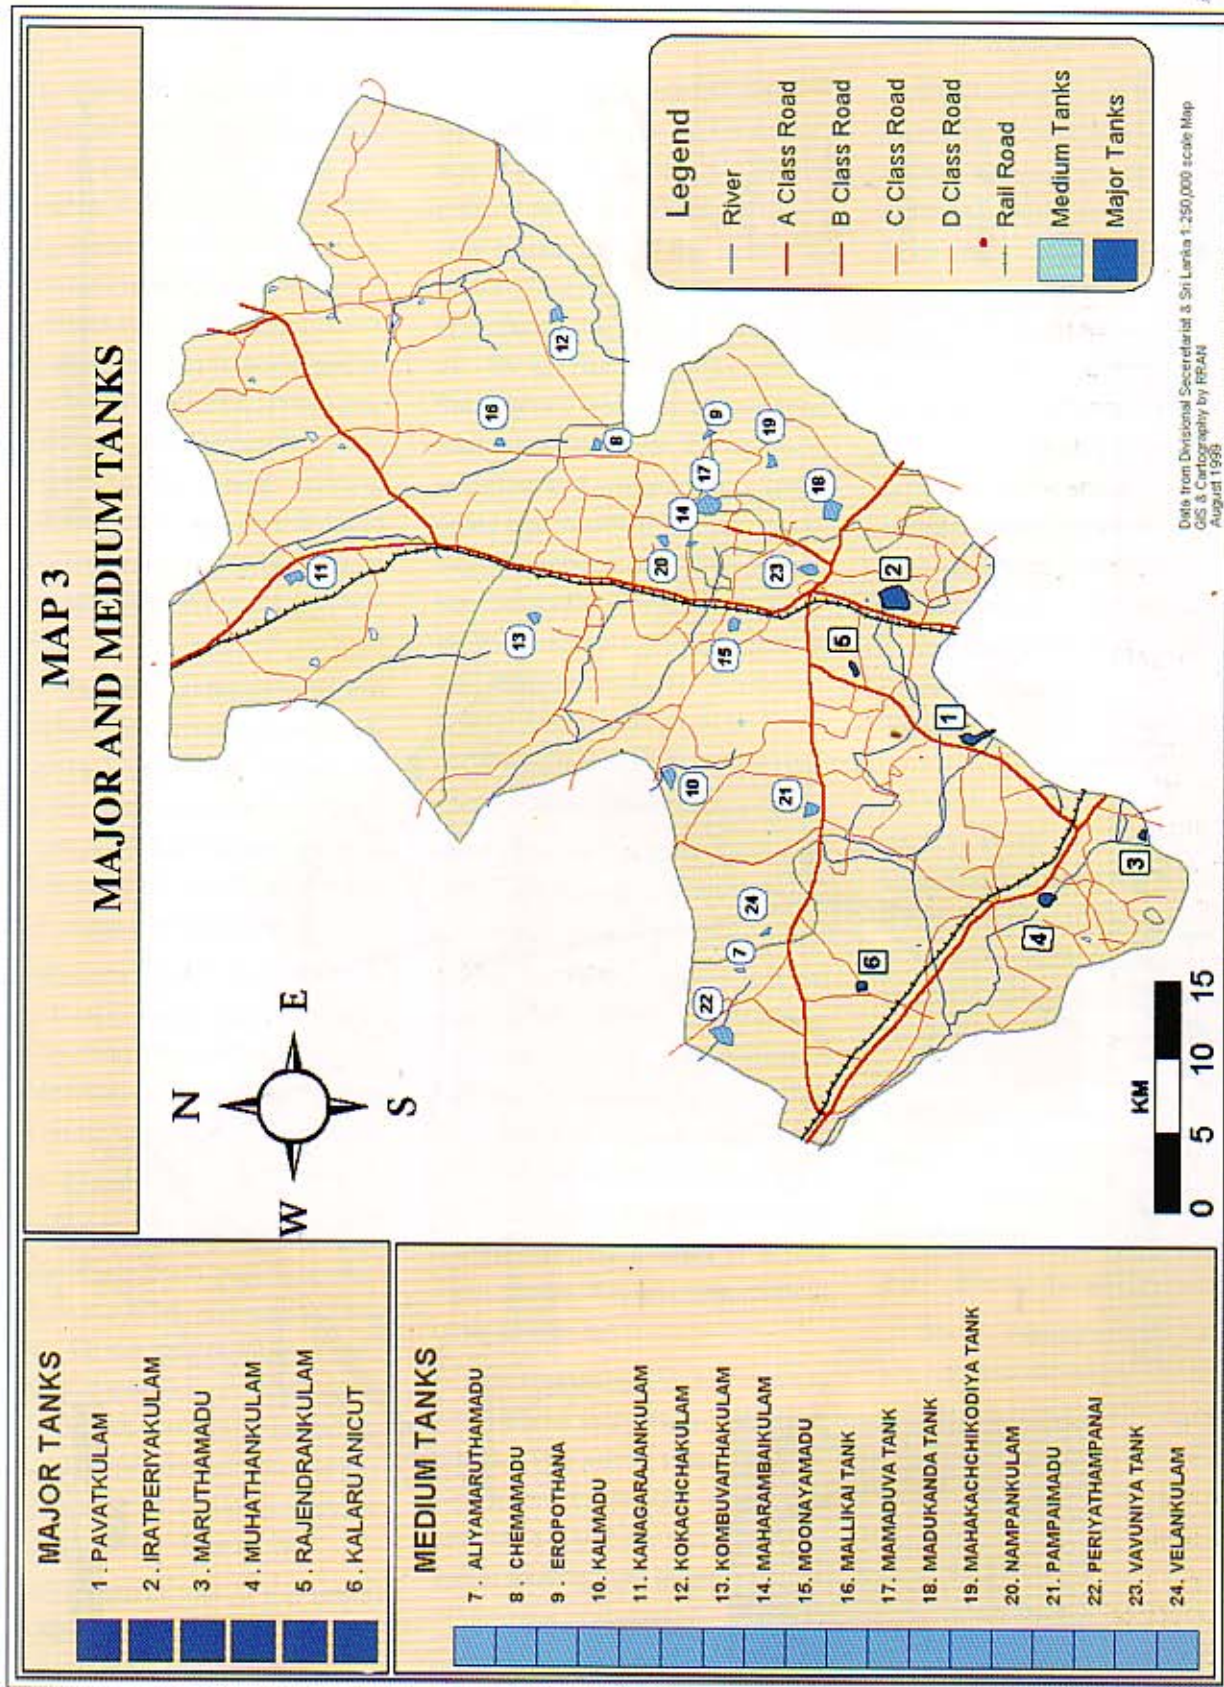 MAP 3
MAJOR AND MEDIUM TANKS
MAJOR TANKS
1 . PAVATKULAM
2 . IRATPERIYAKULAM
3 . MARUTHAMADU
4 . MUHATHANKULAM
5 . RAJENDRANKULAM
6 . KALARU ANICUT
MEDIUM TANKS
7 . ALIYAMARUTHAMADU
8 . CHEMAMADU
9 . EROPOTHANA
10. KALMADU
11. KANAGARAJANKULAM
12. KOKACHCHAKULAM
13. KOMBUVAITHAKULAM
14. MAHARAMBAIKULAM
15. MOONAYAMADU
16. MALLIKAI TANK
17. MAMADUVA TANK
18. MADUKANDA TANK
19. MAHAKACHCHIKODIYA TANK
20. NAMPANKULAM
21. PAMPAIMADU
22. PERIYATHAMPANAI
23. VAVUNIYA TANK
24. VELANIKULAM
N
W
E
S
11
16
12
13
8
9
17
19
14
20
18
23
15
2
5
10
1
21
24
7
22
6
3
4
KM
0 5 10 15
Legend
River
A Class Road
B Class Road
C Class Road
D Class Road
Rail Road
Medium Tanks
Major Tanks
Data from Divisional Seceretariat & Sri Lanka 1:250,000 scale Map
GIS & Cartography by RRAN
August 1999